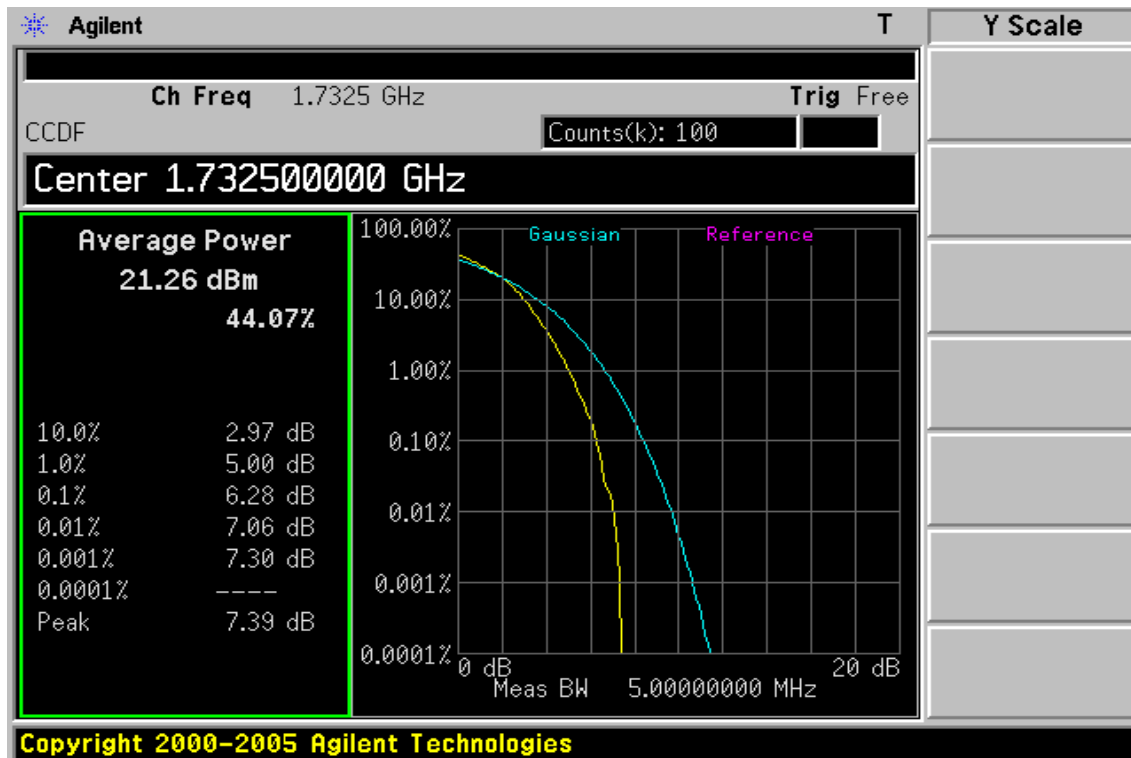 Agilent T Y Scale
Ch Freq 1.7325 GHz Trig Free
CCDF Counts(k): 100
Center 1.732500000 GHz
Average Power
21.26 dBm
44.07%
10.0% 2.97 dB
1.0% 5.00 dB
0.1% 6.28 dB
0.01% 7.06 dB
0.001% 7.30 dB
0.0001% ----
Peak 7.39 dB
Gaussian Reference
100.00%
10.00%
1.00%
0.10%
0.01%
0.001%
0.0001%
0 dB 20 dB
Meas BW 5.00000000 MHz
Copyright 2000-2005 Agilent Technologies